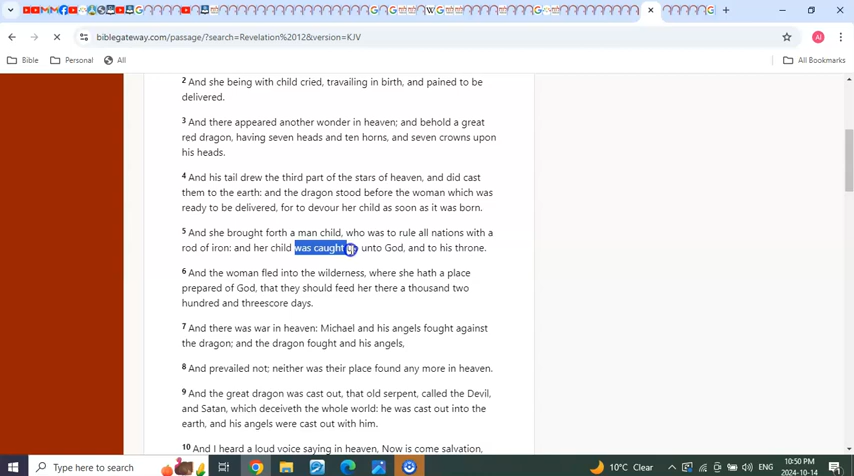 biblegateway.com/passage/?search=Revelation%2012&version=KJV
AI
Bible
Personal
All
All Bookmarks
2 And she being with child cried, travailing in birth, and pained to be
delivered.
3 And there appeared another wonder in heaven; and behold a great
red dragon, having seven heads and ten horns, and seven crowns upon
his heads.
4 And his tail drew the third part of the stars of heaven, and did cast
them to the earth: and the dragon stood before the woman which was
ready to be delivered, for to devour her child as soon as it was born.
5 And she brought forth a man child, who was to rule all nations with a
rod of iron: and her child was caught up unto God, and to his throne.
6 And the woman fled into the wilderness, where she hath a place
prepared of God, that they should feed her there a thousand two
hundred and threescore days.
7 And there was war in heaven: Michael and his angels fought against
the dragon; and the dragon fought and his angels,
8 And prevailed not; neither was their place found any more in heaven.
9 And the great dragon was cast out, that old serpent, called the Devil,
and Satan, which deceiveth the whole world: he was cast out into the
earth, and his angels were cast out with him.
10 And I heard a loud voice saying in heaven, Now is come salvation,
Type here to search
10°C Clear
10:50 PM
2024-10-14